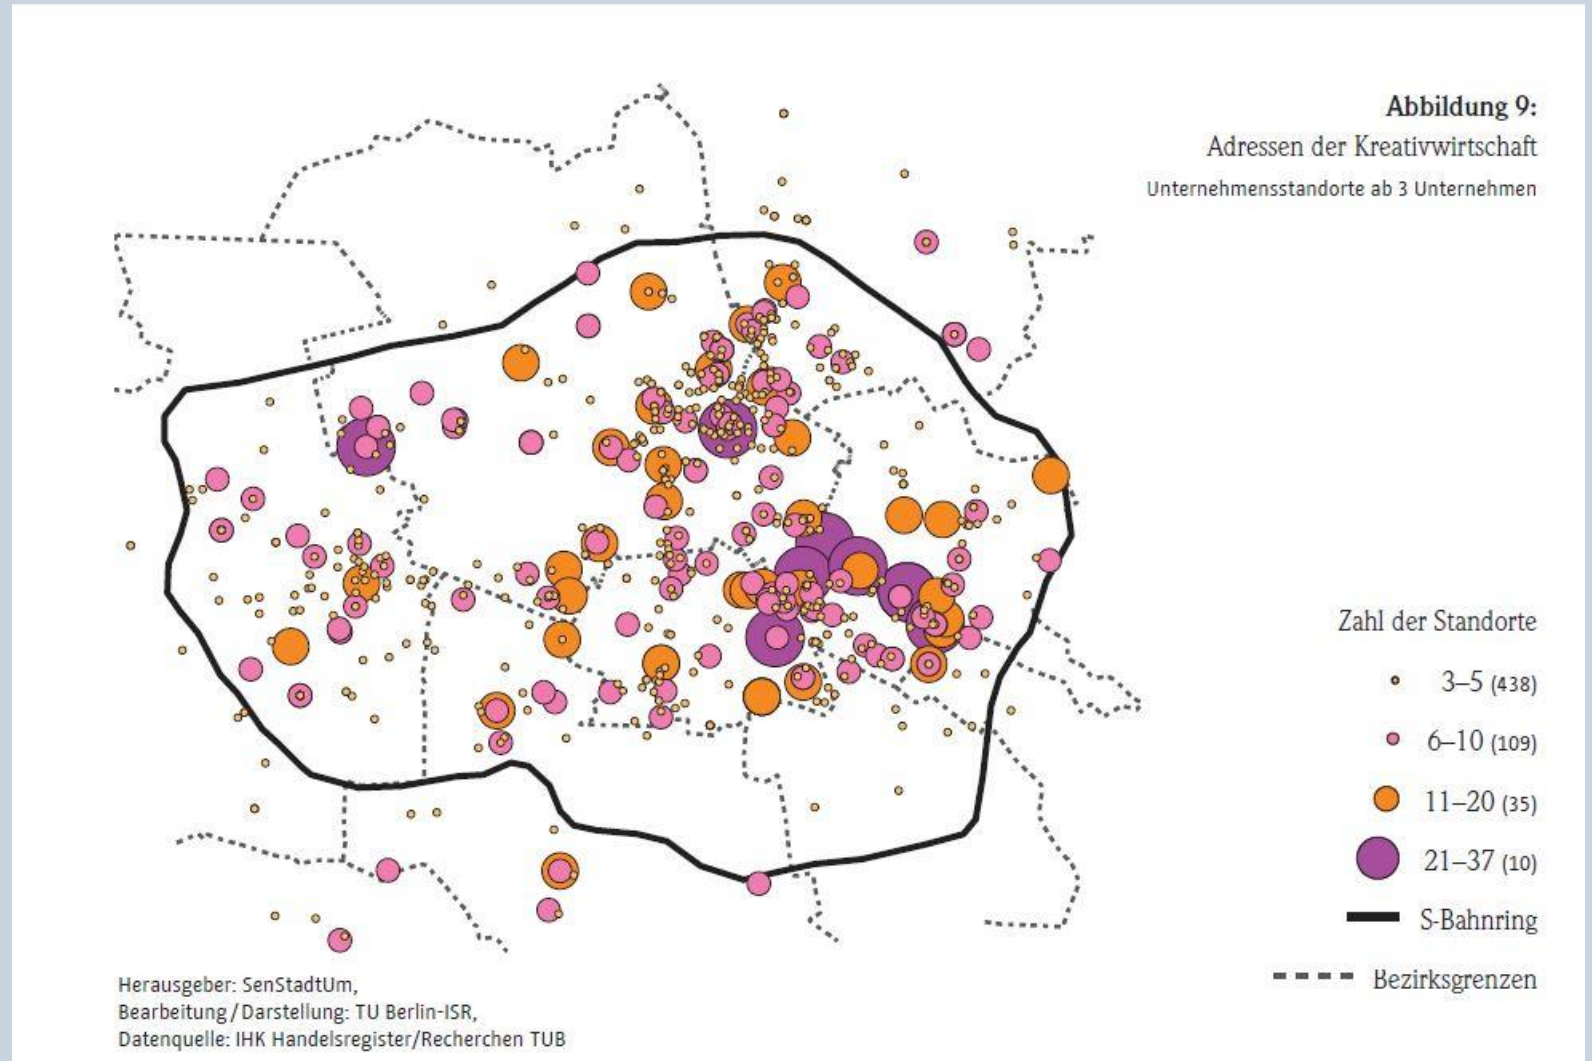 Abbildung 9:
Adressen der Kreativwirtschaft
Unternehmensstandorte ab 3 Unternehmen
Zahl der Standorte
3–5 (438)
6–10 (109)
11–20 (35)
21–37 (10)
S-Bahnring
Bezirksgrenzen
Herausgeber: SenStadtUm,
Bearbeitung/Darstellung: TU Berlin-ISR,
Datenquelle: IHK Handelsregister/Recherchen TUB